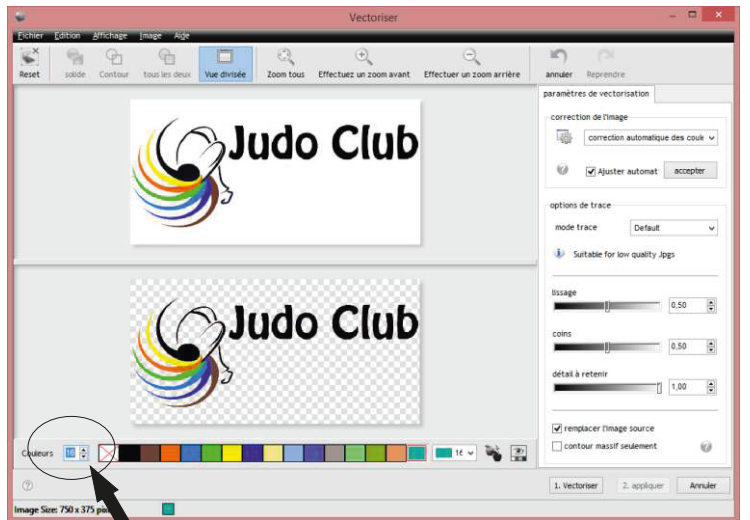 Vectoriser
Fichier Edition Affichage Image Aide
Reset solide Contour tous les deux Vue divisée Zoom tous Effectuez un zoom avant Effectuer un zoom arrière annuler Reprendre
paramètres de vectorisation
correction de l'image
correction automatique des coule
Ajuster automat accepter
options de trace
mode trace Default
Suitable for low quality Jpgs
lissage
0,50
coins
0,50
détail à retenir
1,00
remplacer l'image source
contour massif seulement
Judo Club
Judo Club
Couleurs 16
1. Vectoriser 2. appliquer Annuler
Image Size: 750 x 375